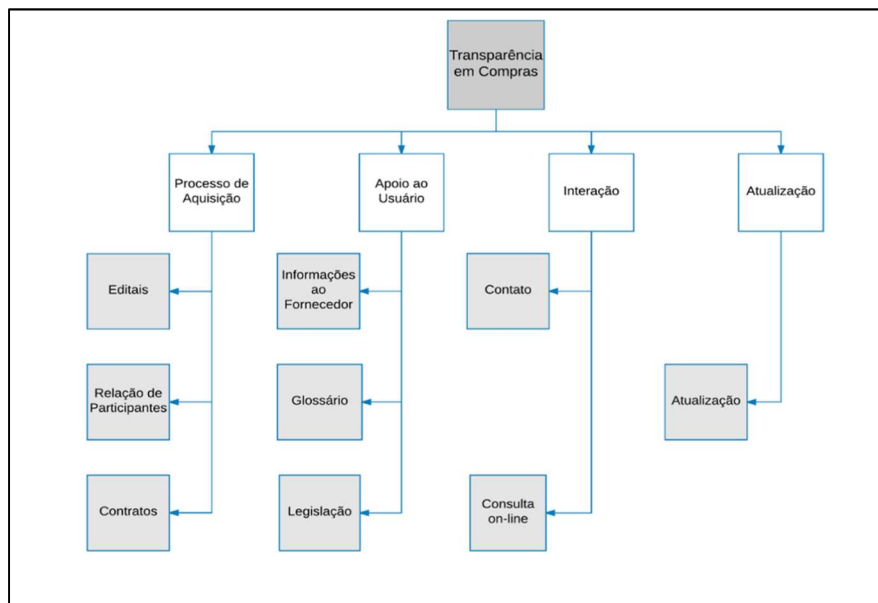 Transparência
em Compras
Processo de
Aquisição
Apoio ao
Usuário
Interação
Atualização
Editais
Informações
ao
Fornecedor
Contato
Relação de
Participantes
Glossário
Atualização
Contratos
Legislação
Consulta
on-line